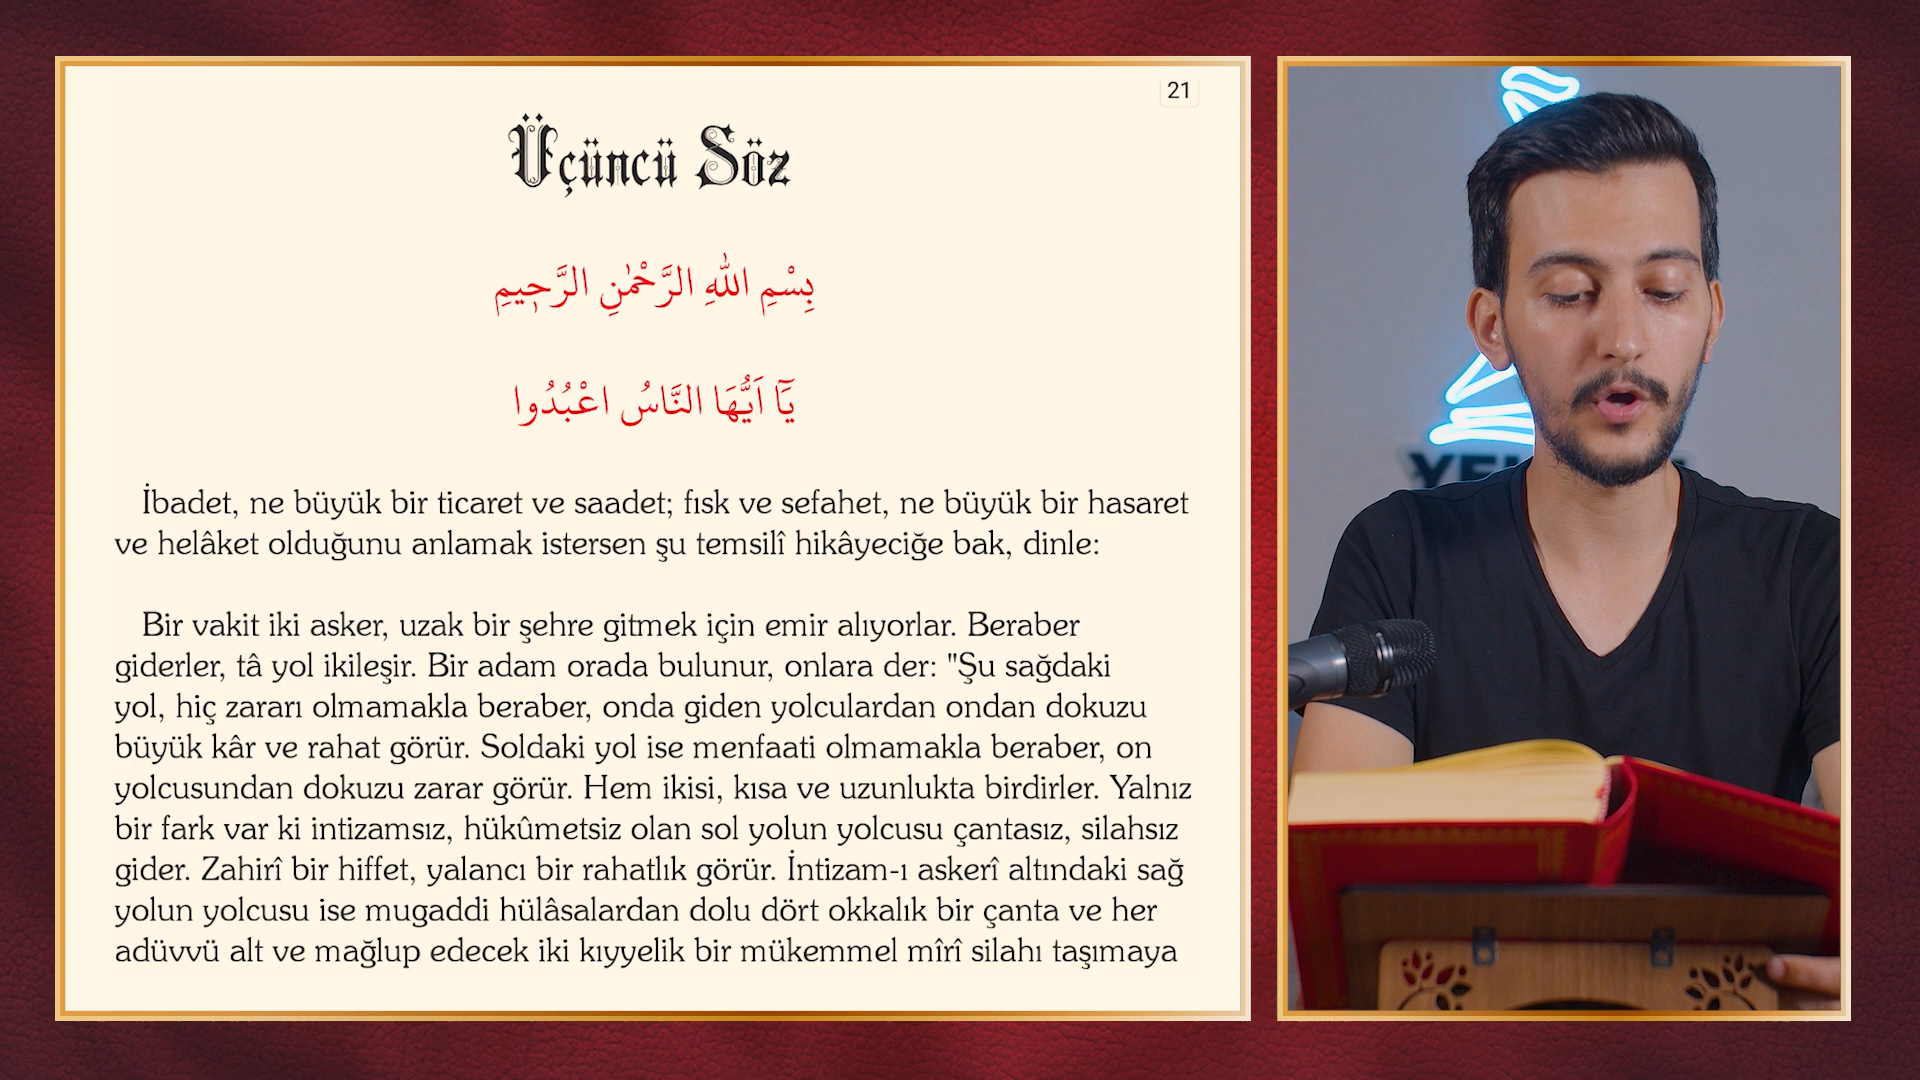 21
Üçüncü Söz
بِسْمِ اللّٰهِ الرَّحْمٰنِ الرَّح۪يمِ
يَٓا اَيُّهَا النَّاسُ اعْبُدُوا
İbadet, ne büyük bir ticaret ve saadet; fısk ve sefahet, ne büyük bir hasaret
ve helâket olduğunu anlamak istersen şu temsilî hikâyeciğe bak, dinle:
Bir vakit iki asker, uzak bir şehre gitmek için emir alıyorlar. Beraber
giderler, tâ yol ikileşir. Bir adam orada bulunur, onlara der: "Şu sağdaki
yol, hiç zararı olmamakla beraber, onda giden yolculardan ondan dokuzu
büyük kâr ve rahat görür. Soldaki yol ise menfaati olmamakla beraber, on
yolcusundan dokuzu zarar görür. Hem ikisi, kısa ve uzunlukta birdirler. Yalnız
bir fark var ki intizamsız, hükûmetsiz olan sol yolun yolcusu çantasız, silahsız
gider. Zahirî bir hiffet, yalancı bir rahatlık görür. İntizam-ı askerî altındaki sağ
yolun yolcusu ise mugaddi hülâsalardan dolu dört okkalık bir çanta ve her
adüvvü alt ve mağlup edecek iki kıyyelik bir mükemmel mîrî silahı taşımaya